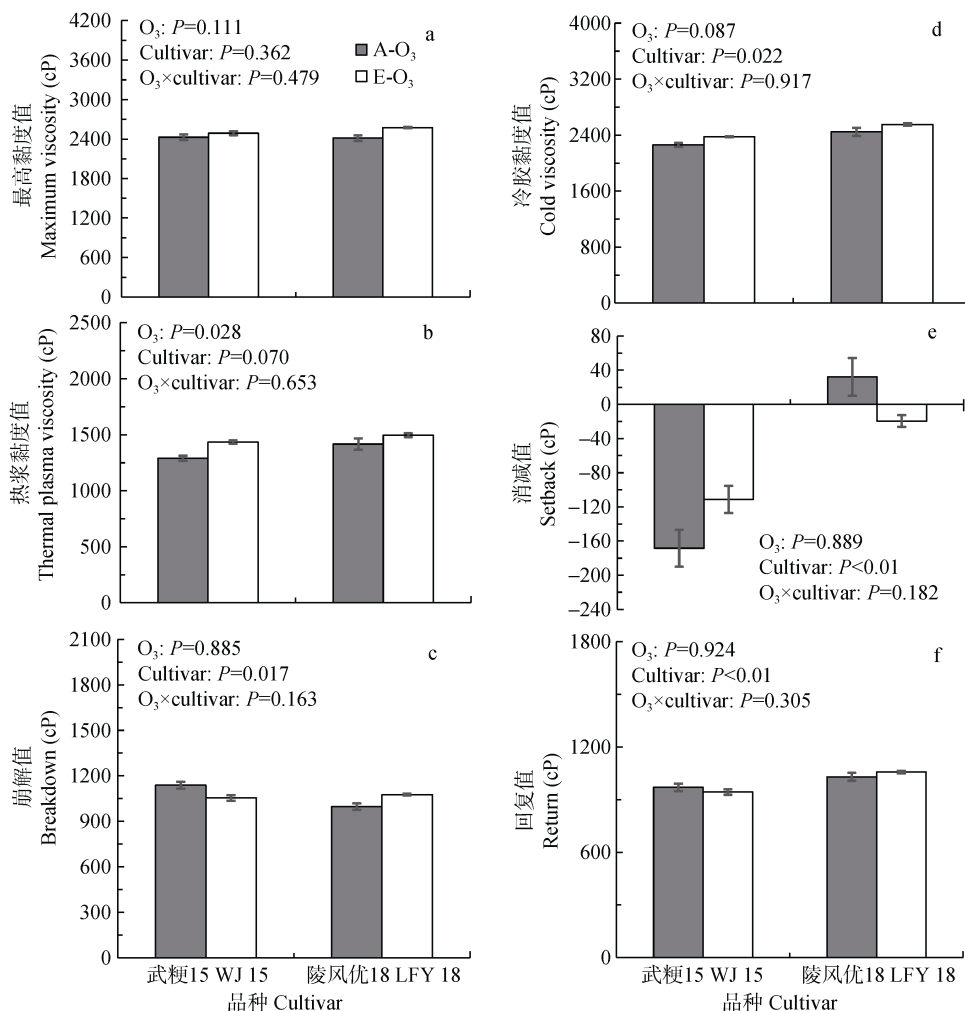 4200
3600
3000
2400
1800
1200
600
0
最高黏度值
Maximum viscosity (cP)
O₃: P=0.111
Cultivar: P=0.362
O₃×cultivar: P=0.479
a
A-O₃
E-O₃
4000
3200
2400
1600
800
0
冷胶黏度值
Cold viscosity (cP)
O₃: P=0.087
Cultivar: P=0.022
O₃×cultivar: P=0.917
d
2500
2000
1500
1000
500
0
热浆黏度值
Thermal plasma viscosity (cP)
O₃: P=0.028
Cultivar: P=0.070
O₃×cultivar: P=0.653
b
80
40
0
−40
−80
−120
−160
−200
−240
消减值
Setback (cP)
e
O₃: P=0.889
Cultivar: P<0.01
O₃×cultivar: P=0.182
2100
1800
1500
1200
900
600
300
0
崩解值
Breakdown (cP)
O₃: P=0.885
Cultivar: P=0.017
O₃×cultivar: P=0.163
c
武粳15 WJ 15
陵风优18 LFY 18
品种 Cultivar
1800
1200
600
0
回复值
Return (cP)
O₃: P=0.924
Cultivar: P<0.01
O₃×cultivar: P=0.305
f
武粳15 WJ 15
陵风优18 LFY 18
品种 Cultivar